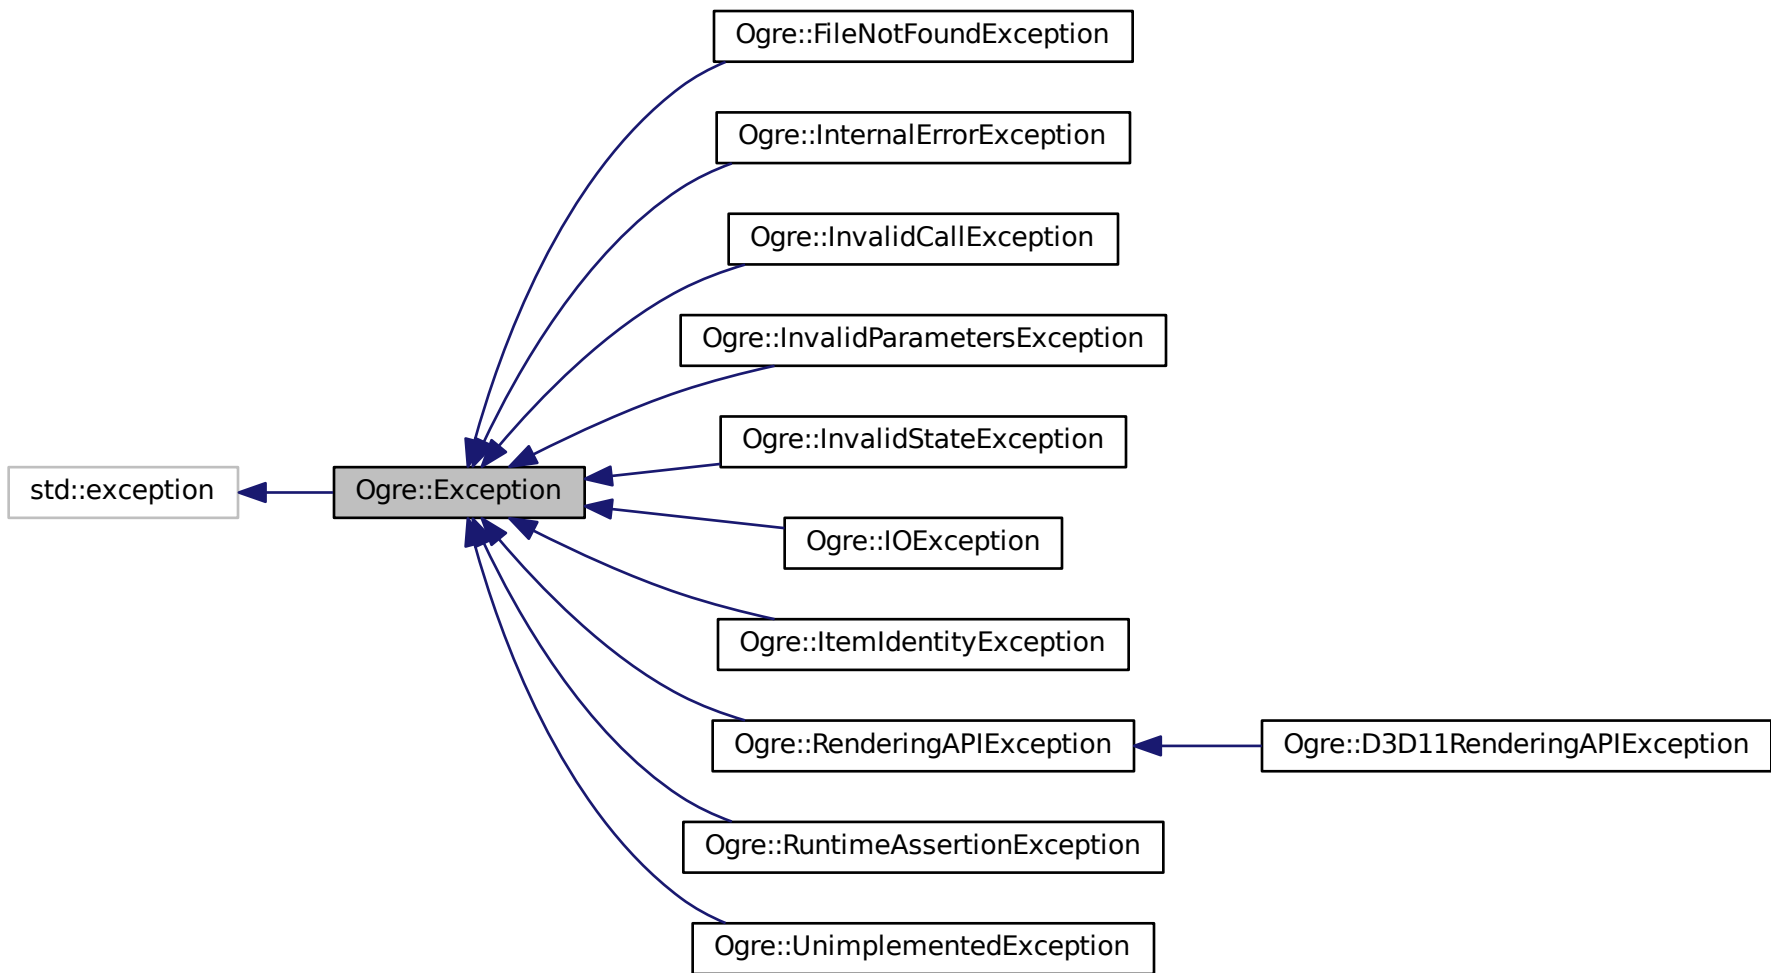 Ogre::FileNotFoundException
Ogre::InternalErrorException
Ogre::InvalidCallException
Ogre::InvalidParametersException
Ogre::InvalidStateException
std::exception
Ogre::Exception
Ogre::IOException
Ogre::ItemIdentityException
Ogre::RenderingAPIException
Ogre::D3D11RenderingAPIException
Ogre::RuntimeAssertionException
Ogre::UnimplementedException